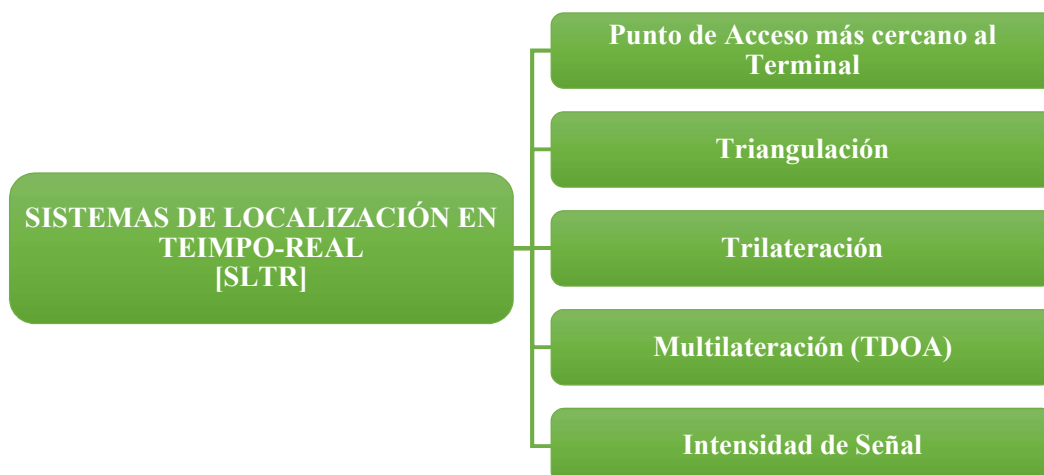 SISTEMAS DE LOCALIZACIÓN EN
TEIMPO-REAL
[SLTR]
Punto de Acceso más cercano al
Terminal
Triangulación
Trilateración
Multilateración (TDOA)
Intensidad de Señal